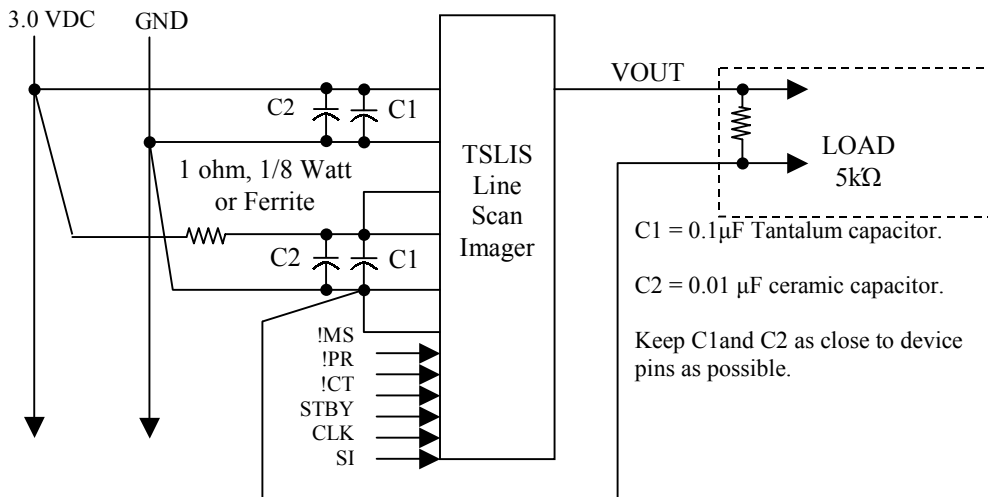 3.0 VDC
GND
C2
C1
1 ohm, 1/8 Watt
or Ferrite
C2
C1
TSLIS
Line
Scan
Imager
!MS
!PR
!CT
STBY
CLK
SI
VOUT
LOAD
5kΩ
C1 = 0.1μF Tantalum capacitor.
C2 = 0.01 μF ceramic capacitor.
Keep C1and C2 as close to device
pins as possible.